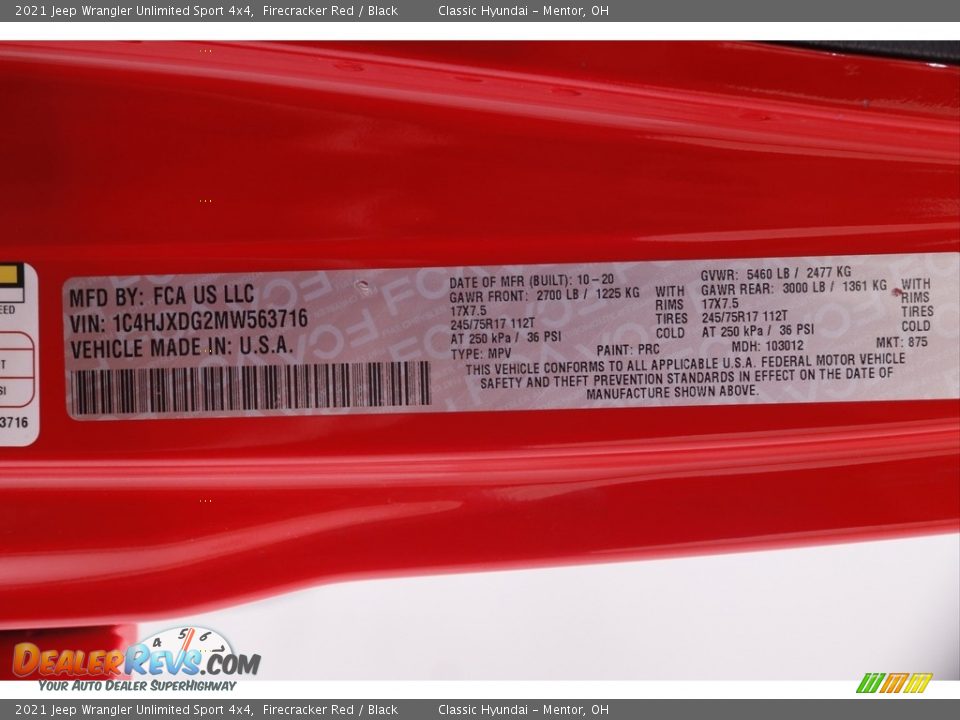 2021 Jeep Wrangler Unlimited Sport 4x4, Firecracker Red / Black Classic Hyundai – Mentor, OH
EED
T
SI
3716
MFD BY: FCA US LLC
VIN: 1C4HJXDG2MW563716
VEHICLE MADE IN: U.S.A.
DATE OF MFR (BUILT): 10-20
GAWR FRONT: 2700 LB / 1225 KG WITH
17X7.5 RIMS
245/75R17 112T TIRES
AT 250 kPa / 36 PSI COLD
TYPE: MPV PAINT: PRC
GVWR: 5460 LB / 2477 KG
GAWR REAR: 3000 LB / 1361 KG WITH
17X7.5 RIMS
245/75R17 112T TIRES
AT 250 kPa / 36 PSI COLD
MDH: 103012 MKT: 875
THIS VEHICLE CONFORMS TO ALL APPLICABLE U.S.A. FEDERAL MOTOR VEHICLE
SAFETY AND THEFT PREVENTION STANDARDS IN EFFECT ON THE DATE OF
MANUFACTURE SHOWN ABOVE.
4 5 6
DealerRevs.com
Your Auto Dealer SuperHighway
2021 Jeep Wrangler Unlimited Sport 4x4, Firecracker Red / Black Classic Hyundai – Mentor, OH